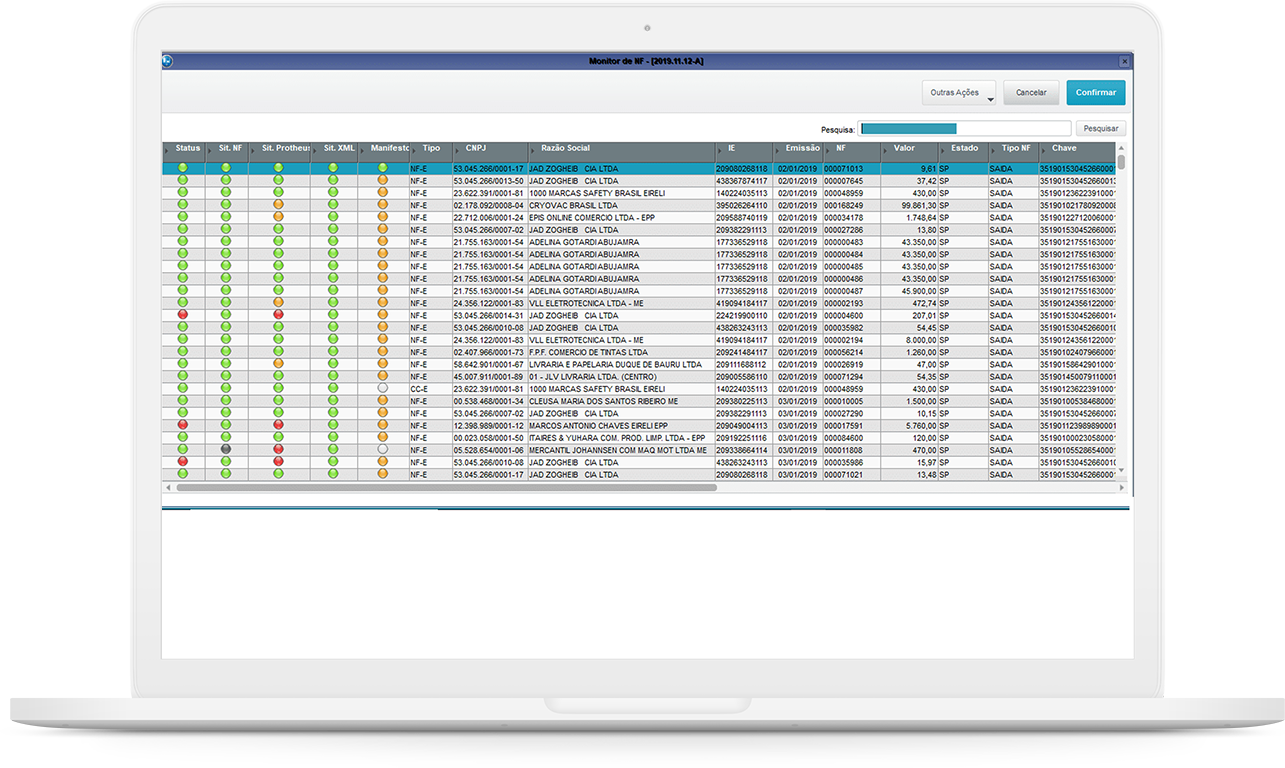 Monitor de NF - [2019.11.12-A]
Outras Ações Cancelar Confirmar
Pesquisa: Pesquisar
Status Sit. NF Sit. Protheus Sit. XML Manifesto Tipo CNPJ Razão Social IE Emissão NF Valor Estado Tipo NF Chave
NF-E 53.045.266/0001-17 JAD ZOGHEIB CIA LTDA 209080268118 02/01/2019 000071013 9,61 SP SAIDA 35190153045266000
NF-E 53.045.266/0013-50 JAD ZOGHEIB CIA LTDA 438367874117 02/01/2019 000007645 37,42 SP SAIDA 351901530452660013
NF-E 23.622.391/0001-81 1000 MARCAS SAFETY BRASIL EIRELI 140224035113 02/01/2019 000048959 430,00 SP SAIDA 35190123622391000
NF-E 02.178.092/0008-04 CRYOVAC BRASIL LTDA 395026264110 02/01/2019 000168249 99.861,30 SP SAIDA 351901021780920008
NF-E 22.712.006/0001-24 EPIS ONLINE COMERCIO LTDA - EPP 209588740119 02/01/2019 000034178 1.748,64 SP SAIDA 35190122712006000
NF-E 53.045.266/0007-02 JAD ZOGHEIB CIA LTDA 209382291113 02/01/2019 000027286 13,80 SP SAIDA 351901530452660007
NF-E 21.755.163/0001-54 ADELINA GOTARDI ABUJAMRA 177336529118 02/01/2019 000000483 43.350,00 SP SAIDA 35190121755163000
NF-E 21.755.163/0001-54 ADELINA GOTARDI ABUJAMRA 177336529118 02/01/2019 000000484 43.350,00 SP SAIDA 35190121755163000
NF-E 21.755.163/0001-54 ADELINA GOTARDI ABUJAMRA 177336529118 02/01/2019 000000485 43.350,00 SP SAIDA 35190121755163000
NF-E 21.755.163/0001-54 ADELINA GOTARDI ABUJAMRA 177336529118 02/01/2019 000000486 43.350,00 SP SAIDA 35190121755163000
NF-E 21.755.163/0001-54 ADELINA GOTARDI ABUJAMRA 177336529118 02/01/2019 000000487 45.900,00 SP SAIDA 35190121755163000
NF-E 24.356.122/0001-83 VLL ELETROTECNICA LTDA - ME 419094184117 02/01/2019 000002193 472,74 SP SAIDA 35190124356122000
NF-E 53.045.266/0014-31 JAD ZOGHEIB CIA LTDA 224219900110 02/01/2019 000004600 207,01 SP SAIDA 351901530452660014
NF-E 53.045.266/0010-08 JAD ZOGHEIB CIA LTDA 438263243113 02/01/2019 000035982 54,45 SP SAIDA 351901530452660010
NF-E 24.356.122/0001-83 VLL ELETROTECNICA LTDA - ME 419094184117 02/01/2019 000002194 8.000,00 SP SAIDA 35190124356122000
NF-E 02.407.966/0001-73 F.P.F. COMERCIO DE TINTAS LTDA 209241484117 02/01/2019 000056214 1.260,00 SP SAIDA 35190102407966000
NF-E 58.642.901/0001-67 LIVRARIA E PAPELARIA DUQUE DE BAURU LTDA 209111688112 02/01/2019 000026919 47,00 SP SAIDA 35190158642901000
NF-E 45.007.911/0001-89 01 - JLV LIVRARIA LTDA. (CENTRO) 209005586110 02/01/2019 000071294 54,35 SP SAIDA 35190145007911000
CC-E 23.622.391/0001-81 1000 MARCAS SAFETY BRASIL EIRELI 140224035113 02/01/2019 000048959 430,00 SP SAIDA 35190123622391000
NF-E 00.538.468/0001-34 CLEUSA MARIA DOS SANTOS RIBEIRO ME 209380225113 03/01/2019 000010005 1.500,00 SP SAIDA 35190100538468000
NF-E 53.045.266/0007-02 JAD ZOGHEIB CIA LTDA 209382291113 03/01/2019 000027290 10,15 SP SAIDA 351901530452660007
NF-E 12.398.989/0001-12 MARCOS ANTONIO CHAVES EIRELI EPP 209049004113 03/01/2019 000017591 5.760,00 SP SAIDA 35190112398989000
NF-E 00.023.058/0001-50 ITAIRES & YUHARA COM. PROD. LIMP. LTDA - EPP 209192251116 03/01/2019 000084600 120,00 SP SAIDA 35190100023058000
NF-E 05.528.654/0001-06 MERCANTIL JOHANNSEN COM MAQ MOT LTDA ME 209338664114 03/01/2019 000011808 470,00 SP SAIDA 35190105528654000
NF-E 53.045.266/0010-08 JAD ZOGHEIB CIA LTDA 438263243113 03/01/2019 000035986 15,97 SP SAIDA 351901530452660010
NF-E 53.045.266/0001-17 JAD ZOGHEIB CIA LTDA 209080268118 03/01/2019 000071021 13,48 SP SAIDA 35190153045266000